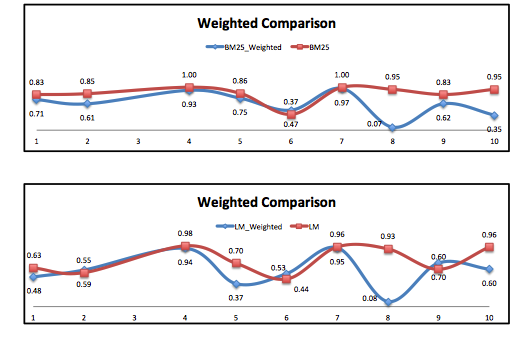 Weighted Comparison
BM25_Weighted BM25
0.83 0.85 1.00 0.86 0.37 1.00 0.95 0.83 0.95
0.71 0.61 0.93 0.75 0.47 0.97 0.07 0.62 0.35
1 2 3 4 5 6 7 8 9 10
Weighted Comparison
LM_Weighted LM
0.63 0.55 0.98 0.70 0.53 0.96 0.93 0.60 0.96
0.48 0.59 0.94 0.37 0.44 0.95 0.08 0.70 0.60
1 2 3 4 5 6 7 8 9 10